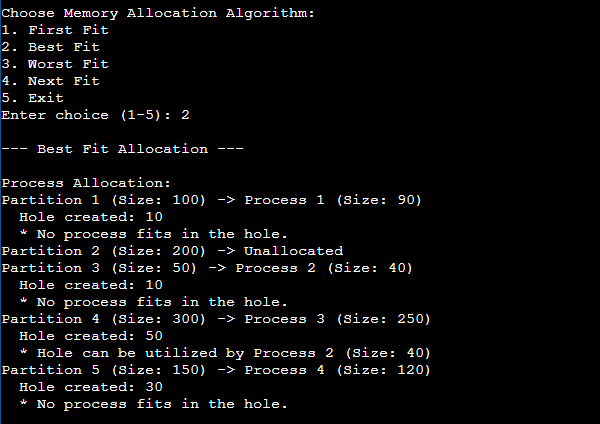 Choose Memory Allocation Algorithm:
1. First Fit
2. Best Fit
3. Worst Fit
4. Next Fit
5. Exit
Enter choice (1-5): 2
--- Best Fit Allocation ---
Process Allocation:
Partition 1 (Size: 100) -> Process 1 (Size: 90)
  Hole created: 10
  * No process fits in the hole.
Partition 2 (Size: 200) -> Unallocated
Partition 3 (Size: 50) -> Process 2 (Size: 40)
  Hole created: 10
  * No process fits in the hole.
Partition 4 (Size: 300) -> Process 3 (Size: 250)
  Hole created: 50
  * Hole can be utilized by Process 2 (Size: 40)
Partition 5 (Size: 150) -> Process 4 (Size: 120)
  Hole created: 30
  * No process fits in the hole.